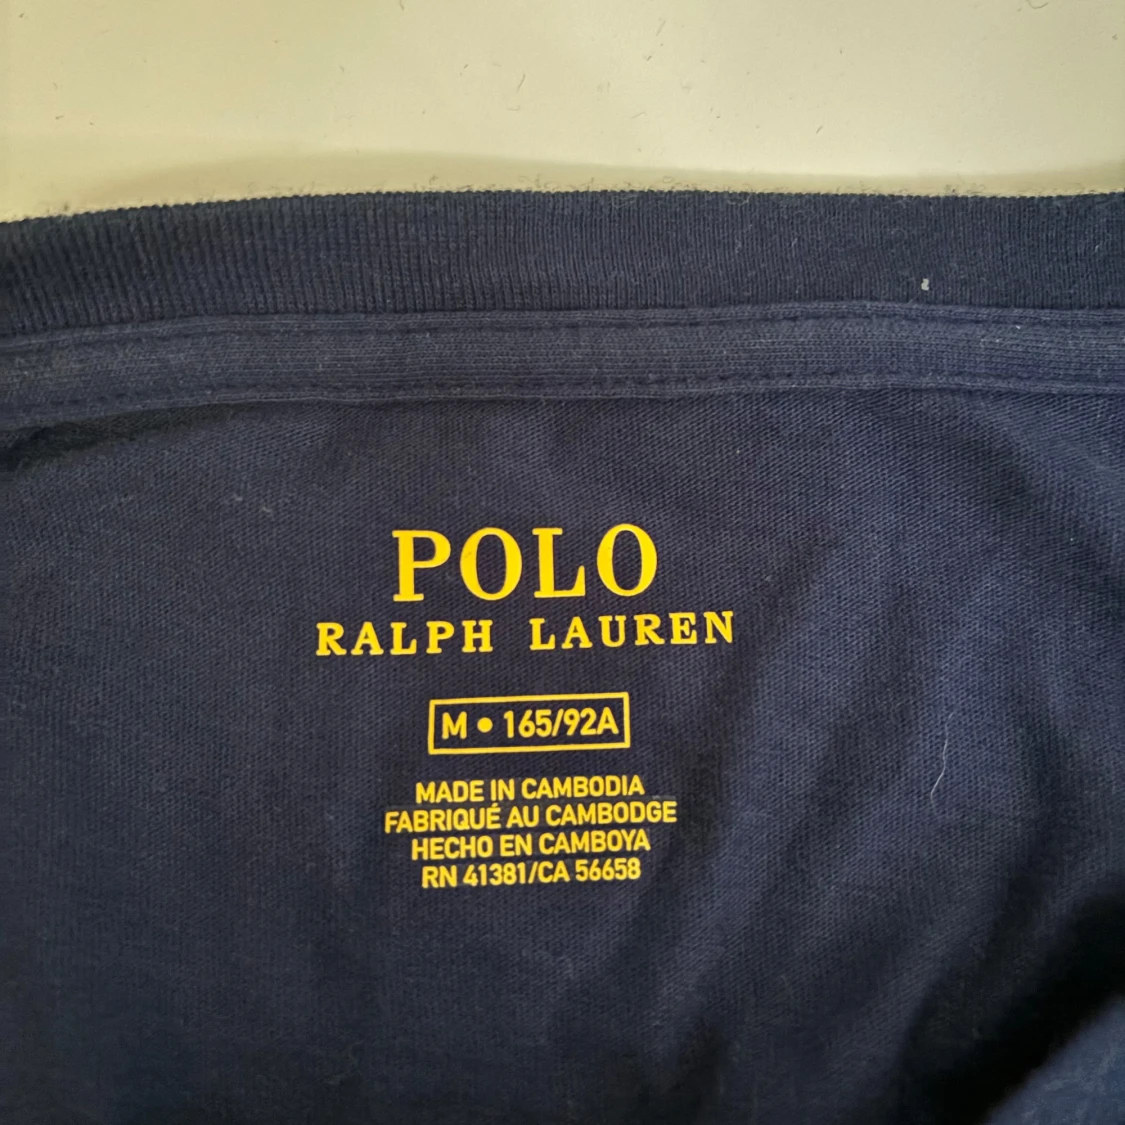 POLO
RALPH LAUREN
M • 165/92A
MADE IN CAMBODIA
FABRIQUÉ AU CAMBODGE
HECHO EN CAMBOYA
RN 41381/CA 56658